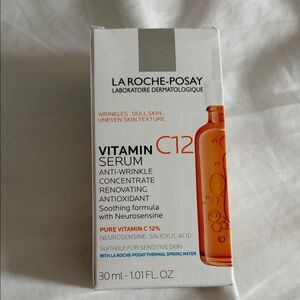 LA ROCHE-POSAY
LABORATOIRE DERMATOLOGIQUE
WRINKLES · DULL SKIN
UNEVEN SKIN TEXTURE
VITAMIN C12
SERUM
ANTI-WRINKLE
CONCENTRATE
RENOVATING
ANTIOXIDANT
Soothing formula
with Neurosensine
PURE VITAMIN C 12%
NEUROSENSINE, SALICYLIC ACID
SUITABLE FOR SENSITIVE SKIN
WITH LA ROCHE-POSAY THERMAL SPRING WATER
30 ml - 1.01 FL. OZ